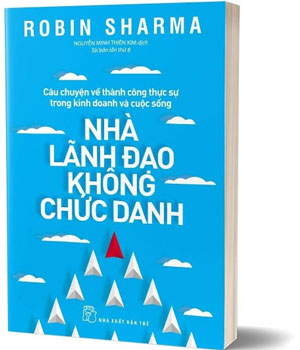 ROBIN SHARMA
NGUYỄN MINH THIÊN KIM dịch
Tái bản lần thứ 8
Câu chuyện về thành công thực sự
trong kinh doanh và cuộc sống
NHÀ
LÃNH ĐẠO
KHÔNG
CHỨC DANH
NHÀ XUẤT BẢN TRẺ